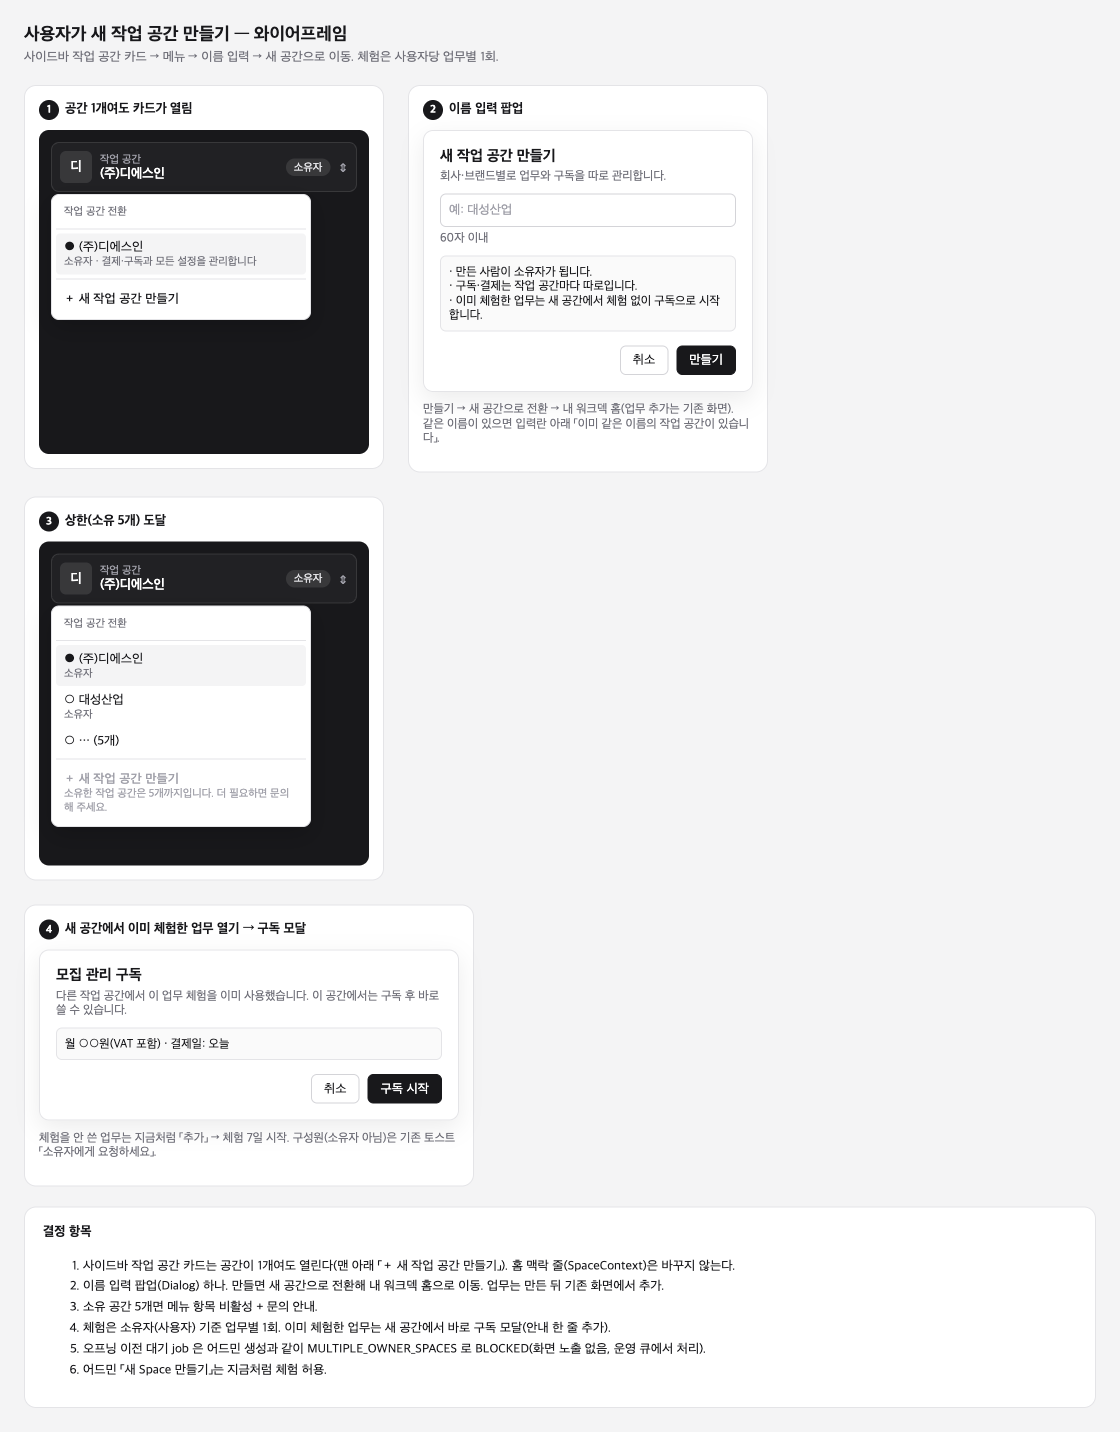 사용자가 새 작업 공간 만들기 — 와이어프레임
사이드바 작업 공간 카드 → 메뉴 → 이름 입력 → 새 공간으로 이동. 체험은 사용자당 업무별 1회.
1 공간 1개여도 카드가 열림
디
작업 공간
(주)디에스인
소유자 ⇕
작업 공간 전환
● (주)디에스인
소유자 · 결제·구독과 모든 설정을 관리합니다
+ 새 작업 공간 만들기
2 이름 입력 팝업
새 작업 공간 만들기
회사·브랜드별로 업무와 구독을 따로 관리합니다.
예: 대성산업
60자 이내
· 만든 사람이 소유자가 됩니다.
· 구독·결제는 작업 공간마다 따로입니다.
· 이미 체험한 업무는 새 공간에서 체험 없이 구독으로 시작
합니다.
취소 만들기
만들기 → 새 공간으로 전환 → 내 워크덱 홈(업무 추가는 기존 화면).
같은 이름이 있으면 입력란 아래 「이미 같은 이름의 작업 공간이 있습니
다」.
3 상한(소유 5개) 도달
디
작업 공간
(주)디에스인
소유자 ⇕
작업 공간 전환
● (주)디에스인
소유자
○ 대성산업
소유자
○ ⋯ (5개)
+ 새 작업 공간 만들기
소유한 작업 공간은 5개까지입니다. 더 필요하면 문의
해 주세요.
4 새 공간에서 이미 체험한 업무 열기 → 구독 모달
모집 관리 구독
다른 작업 공간에서 이 업무 체험을 이미 사용했습니다. 이 공간에서는 구독 후 바로
쓸 수 있습니다.
월 ○○원(VAT 포함) · 결제일: 오늘
취소 구독 시작
체험을 안 쓴 업무는 지금처럼 「추가」 → 체험 7일 시작. 구성원(소유자 아님)은 기존 토스트
「소유자에게 요청하세요」.
결정 항목
1. 사이드바 작업 공간 카드는 공간이 1개여도 열린다(맨 아래 「+ 새 작업 공간 만들기」). 홈 맥락 줄(SpaceContext)은 바꾸지 않는다.
2. 이름 입력 팝업(Dialog) 하나. 만들면 새 공간으로 전환해 내 워크덱 홈으로 이동. 업무는 만든 뒤 기존 화면에서 추가.
3. 소유 공간 5개면 메뉴 항목 비활성 + 문의 안내.
4. 체험은 소유자(사용자) 기준 업무별 1회. 이미 체험한 업무는 새 공간에서 바로 구독 모달(안내 한 줄 추가).
5. 오프닝 이전 대기 job 은 어드민 생성과 같이 MULTIPLE_OWNER_SPACES 로 BLOCKED(화면 노출 없음, 운영 큐에서 처리).
6. 어드민 「새 Space 만들기」는 지금처럼 체험 허용.